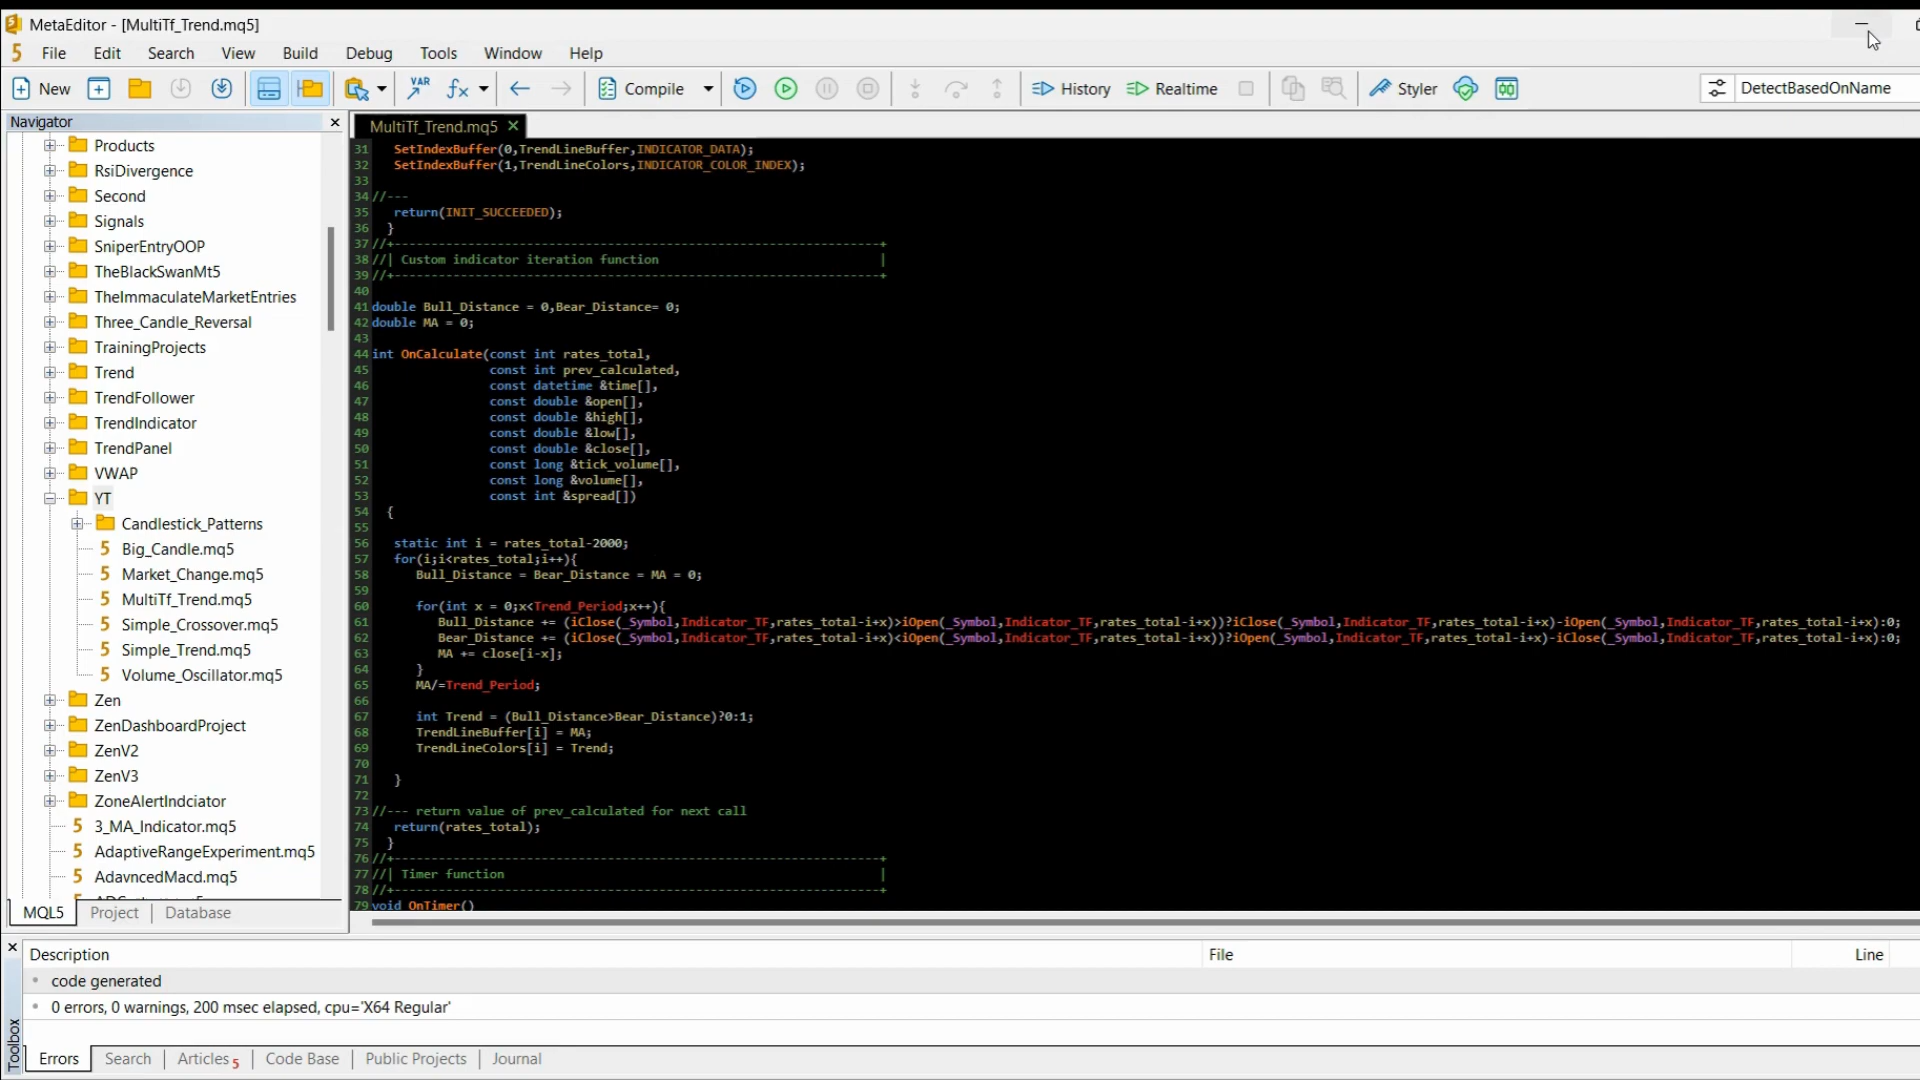 MetaEditor - [MultiTf_Trend.mq5]
File Edit Search View Build Debug Tools Window Help
New VAR fx Compile History Realtime Styler DetectBasedOnName
Navigator
Products
RsiDivergence
Second
Signals
SniperEntryOOP
TheBlackSwanMt5
TheImmaculateMarketEntries
Three_Candle_Reversal
TrainingProjects
Trend
TrendFollower
TrendIndicator
TrendPanel
VWAP
YT
Candlestick_Patterns
Big_Candle.mq5
Market_Change.mq5
MultiTf_Trend.mq5
Simple_Crossover.mq5
Simple_Trend.mq5
Volume_Oscillator.mq5
Zen
ZenDashboardProject
ZenV2
ZenV3
ZoneAlertIndciator
3_MA_Indicator.mq5
AdaptiveRangeExperiment.mq5
AdavncedMacd.mq5
MQL5 Project Database
MultiTf_Trend.mq5
31 SetIndexBuffer(0,TrendLineBuffer,INDICATOR_DATA);
32 SetIndexBuffer(1,TrendLineColors,INDICATOR_COLOR_INDEX);
33
34 //---
35 return(INIT_SUCCEEDED);
36 }
37 //+------------------------------------------------------------------+
38 //| Custom indicator iteration function |
39 //+------------------------------------------------------------------+
40
41 double Bull_Distance = 0,Bear_Distance= 0;
42 double MA = 0;
43
44 int OnCalculate(const int rates_total,
45 const int prev_calculated,
46 const datetime &time[],
47 const double &open[],
48 const double &high[],
49 const double &low[],
50 const double &close[],
51 const long &tick_volume[],
52 const long &volume[],
53 const int &spread[])
54 {
55
56 static int i = rates_total-2000;
57 for(i;i<rates_total;i++){
58 Bull_Distance = Bear_Distance = MA = 0;
59
60 for(int x = 0;x<Trend_Period;x++){
61 Bull_Distance += (iClose(_Symbol,Indicator_TF,rates_total-i+x)>iOpen(_Symbol,Indicator_TF,rates_total-i+x))?iClose(_Symbol,Indicator_TF,rates_total-i+x)-iOpen(_Symbol,Indicator_TF,rates_total-i+x):0;
62 Bear_Distance += (iClose(_Symbol,Indicator_TF,rates_total-i+x)<iOpen(_Symbol,Indicator_TF,rates_total-i+x))?iOpen(_Symbol,Indicator_TF,rates_total-i+x)-iClose(_Symbol,Indicator_TF,rates_total-i+x):0;
63 MA += close[i-x];
64 }
65 MA/=Trend_Period;
66
67 int Trend = (Bull_Distance>Bear_Distance)?0:1;
68 TrendLineBuffer[i] = MA;
69 TrendLineColors[i] = Trend;
70
71 }
72
73 //--- return value of prev_calculated for next call
74 return(rates_total);
75 }
76 //+------------------------------------------------------------------+
77 //| Timer function |
78 //+------------------------------------------------------------------+
79 void OnTimer()
Description File Line
code generated
0 errors, 0 warnings, 200 msec elapsed, cpu='X64 Regular'
Toolbox
Errors Search Articles 5 Code Base Public Projects Journal